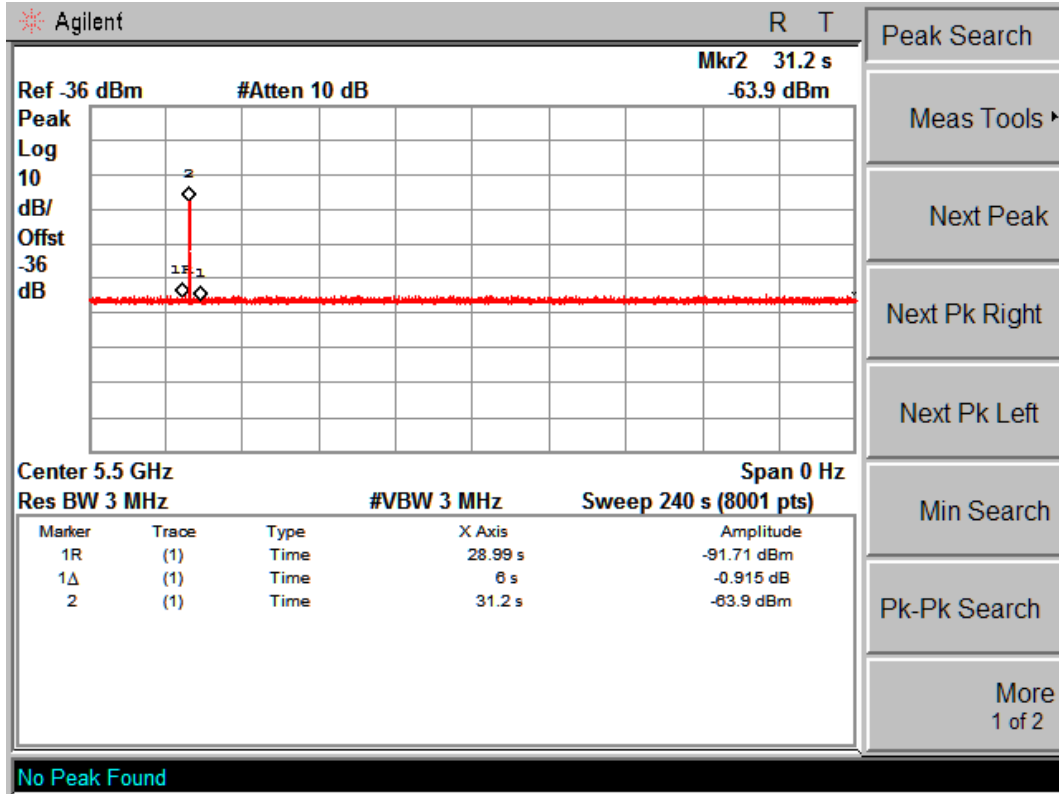 Agilent R T
Peak Search
Mkr2 31.2 s
Ref -36 dBm #Atten 10 dB -63.9 dBm
Peak
Log
10
dB/
Offst
-36
dB
2
1R 1
Meas Tools
Next Peak
Next Pk Right
Next Pk Left
Min Search
Pk-Pk Search
More
1 of 2
Center 5.5 GHz Span 0 Hz
Res BW 3 MHz #VBW 3 MHz Sweep 240 s (8001 pts)
Marker Trace Type X Axis Amplitude
1R (1) Time 28.99 s -91.71 dBm
1Δ (1) Time 6 s -0.915 dB
2 (1) Time 31.2 s -63.9 dBm
No Peak Found